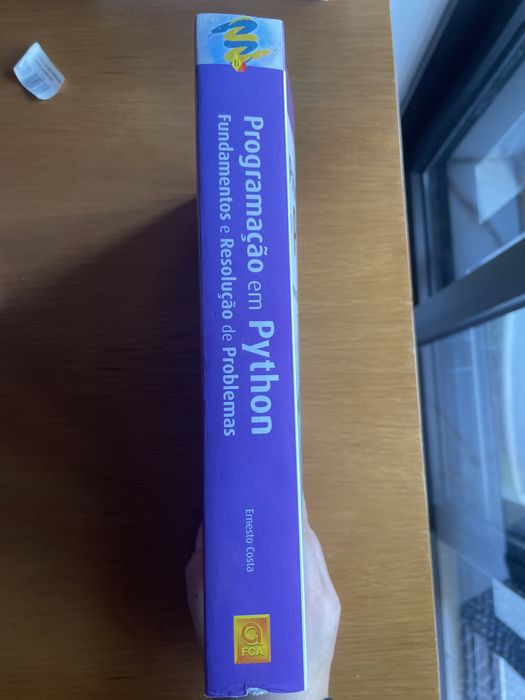 Programação em Python
Fundamentos e Resolução de Problemas
Ernesto Costa
FCA